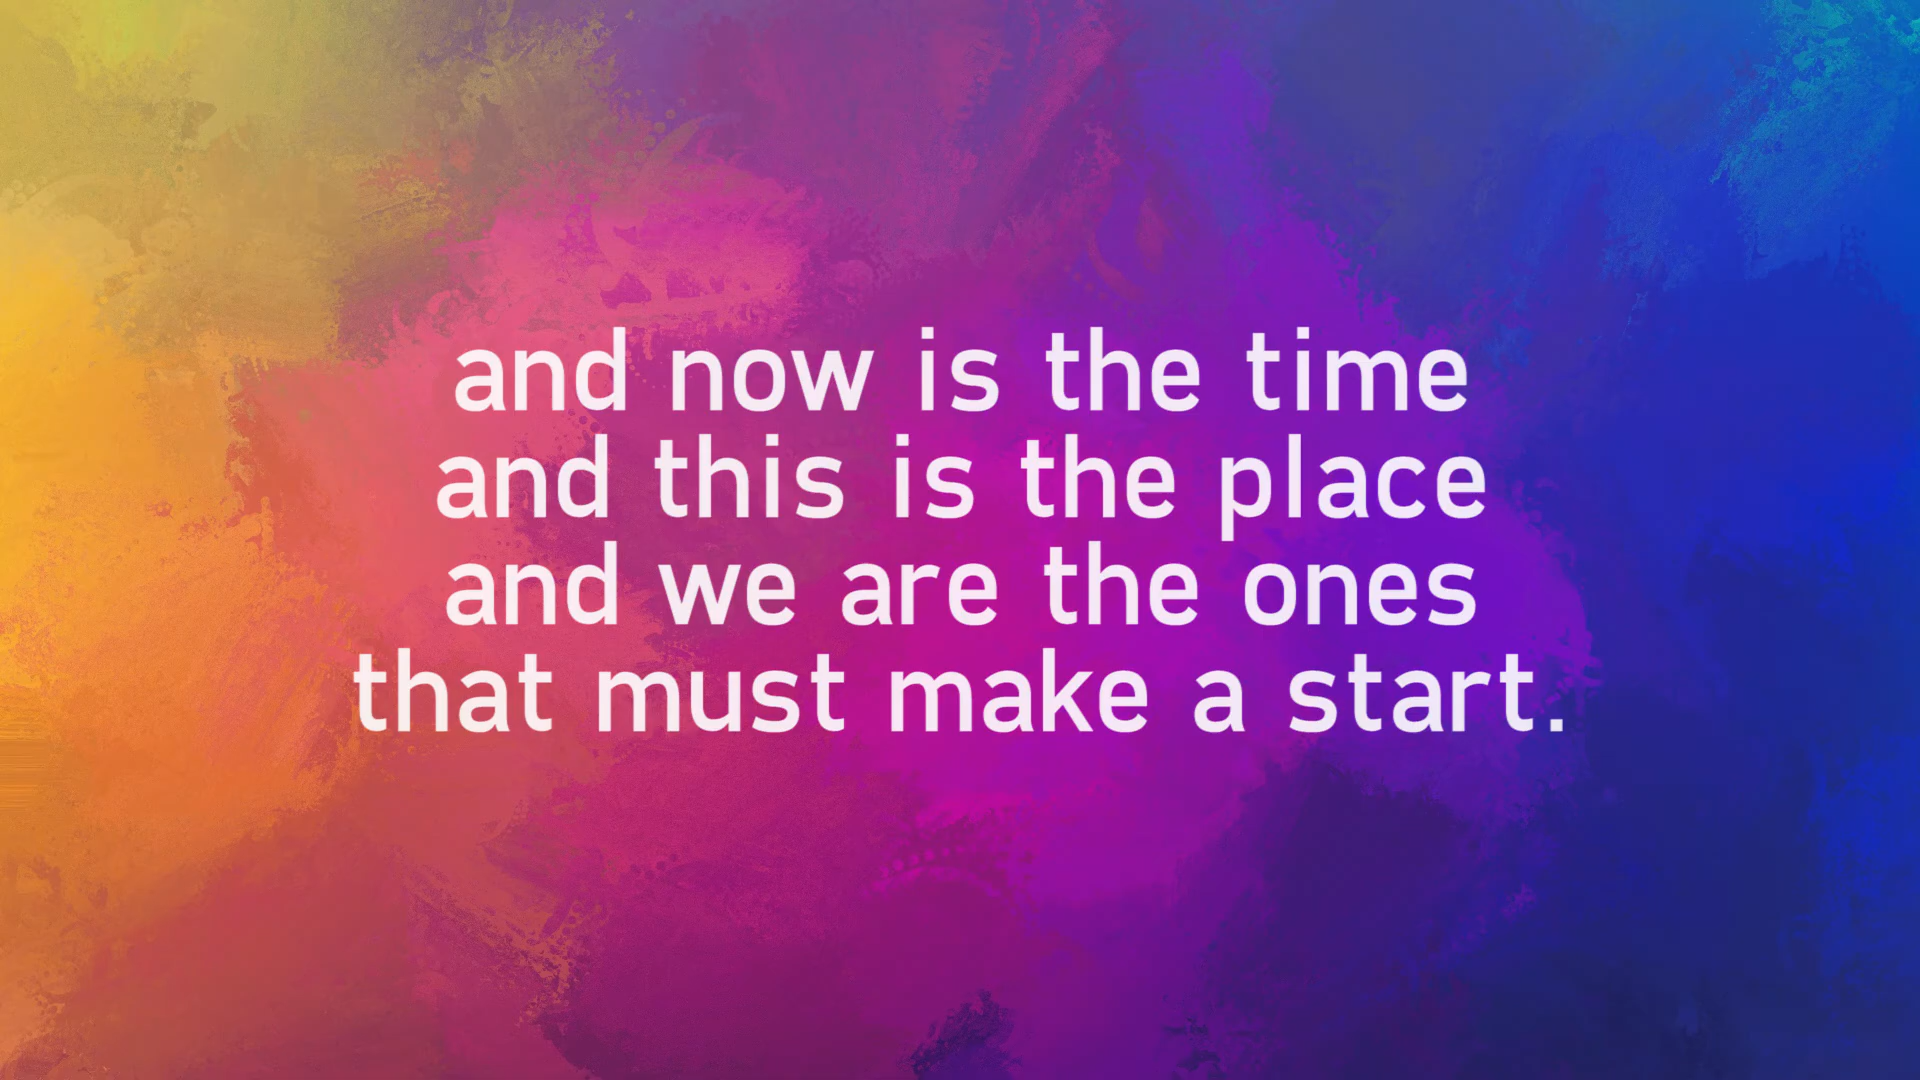 and now is the time
and this is the place
and we are the ones
that must make a start.